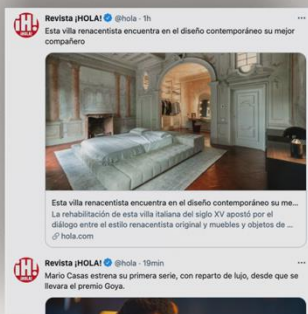 ¡H!
HOLA!
Revista ¡HOLA! @hola · 1h
Esta villa renacentista encuentra en el diseño contemporáneo su mejor
compañero
Esta villa renacentista encuentra en el diseño contemporáneo su me...
La rehabilitación de esta villa italiana del siglo XV apostó por el
diálogo entre el estilo renacentista original y muebles y objetos de ...
hola.com
¡H!
HOLA!
Revista ¡HOLA! @hola · 19min
Mario Casas estrena su primera serie, con reparto de lujo, desde que se
llevara el premio Goya.